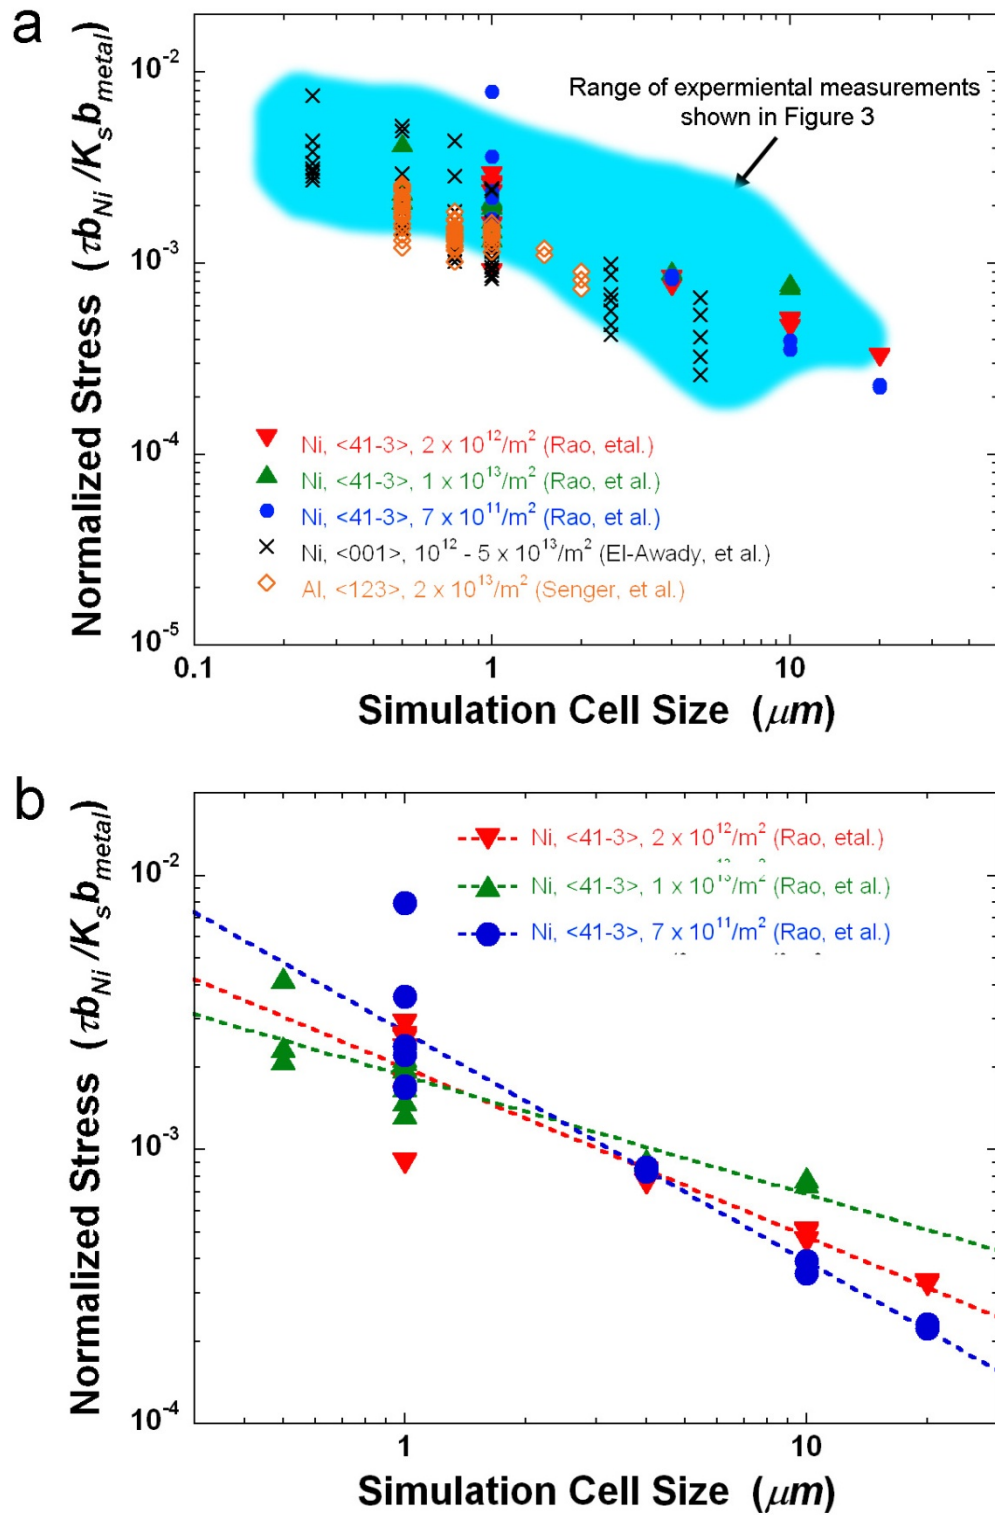 a
Normalized Stress (τb_Ni /K_s b_metal)
10^-2
10^-3
10^-4
10^-5
Range of expermiental measurements
shown in Figure 3
Ni, <41-3>, 2 x 10^12/m^2 (Rao, etal.)
Ni, <41-3>, 1 x 10^13/m^2 (Rao, et al.)
Ni, <41-3>, 7 x 10^11/m^2 (Rao, et al.)
Ni, <001>, 10^12 - 5 x 10^13/m^2 (El-Awady, et al.)
Al, <123>, 2 x 10^13/m^2 (Senger, et al.)
0.1 1 10
Simulation Cell Size (μm)
b
Normalized Stress (τb_Ni /K_s b_metal)
10^-2
10^-3
10^-4
Ni, <41-3>, 2 x 10^12/m^2 (Rao, etal.)
Ni, <41-3>, 1 x 10^13/m^2 (Rao, et al.)
Ni, <41-3>, 7 x 10^11/m^2 (Rao, et al.)
1 10
Simulation Cell Size (μm)